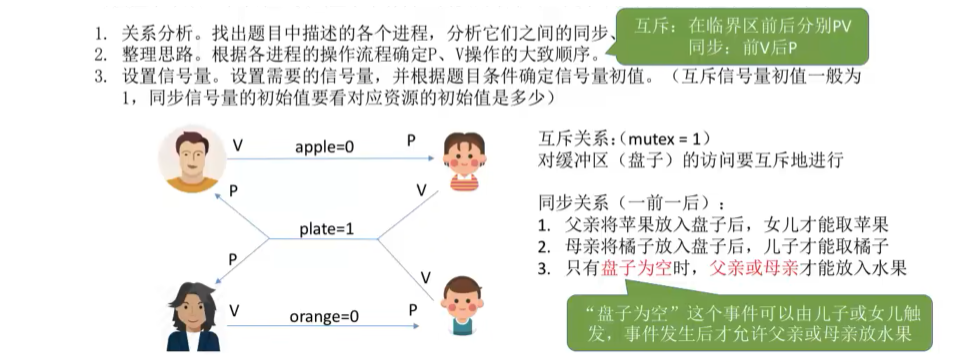 1. 关系分析。找出题目中描述的各个进程，分析它们之间的同步、
2. 整理思路。根据各进程的操作流程确定P、V操作的大致顺序。
3. 设置信号量。设置需要的信号量，并根据题目条件确定信号量初值。（互斥信号量初值一般为
1，同步信号量的初始值要看对应资源的初始值是多少）
互斥：在临界区前后分别PV
同步：前V后P
V
apple=0
P
P
V
plate=1
P
V
V
orange=0
P
互斥关系：（mutex = 1）
对缓冲区（盘子）的访问要互斥地进行
同步关系（一前一后）：
1. 父亲将苹果放入盘子后，女儿才能取苹果
2. 母亲将橘子放入盘子后，儿子才能取橘子
3. 只有盘子为空时，父亲或母亲才能放入水果
“盘子为空”这个事件可以由儿子或女儿触
发，事件发生后才允许父亲或母亲放水果